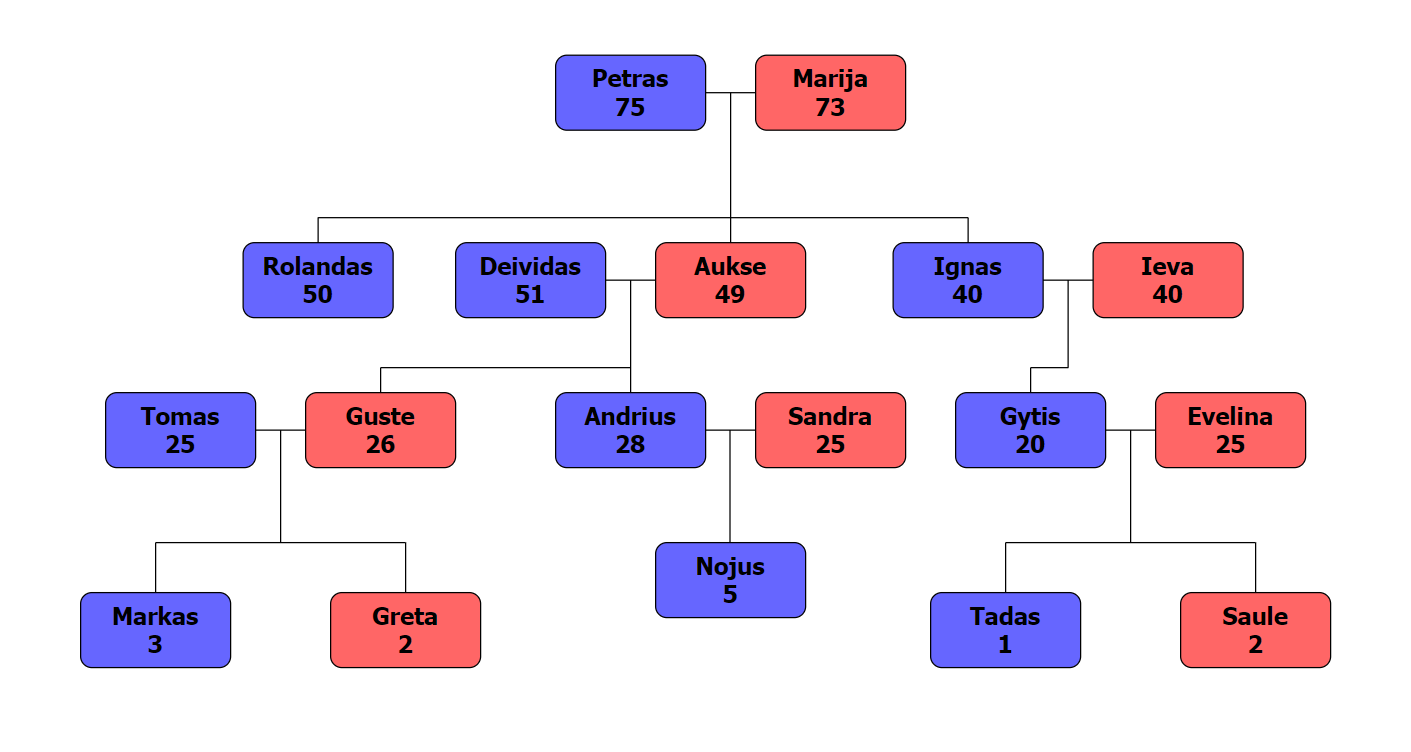 Petras
75
Marija
73
Rolandas
50
Deividas
51
Aukse
49
Ignas
40
Ieva
40
Tomas
25
Guste
26
Andrius
28
Sandra
25
Gytis
20
Evelina
25
Nojus
5
Markas
3
Greta
2
Tadas
1
Saule
2